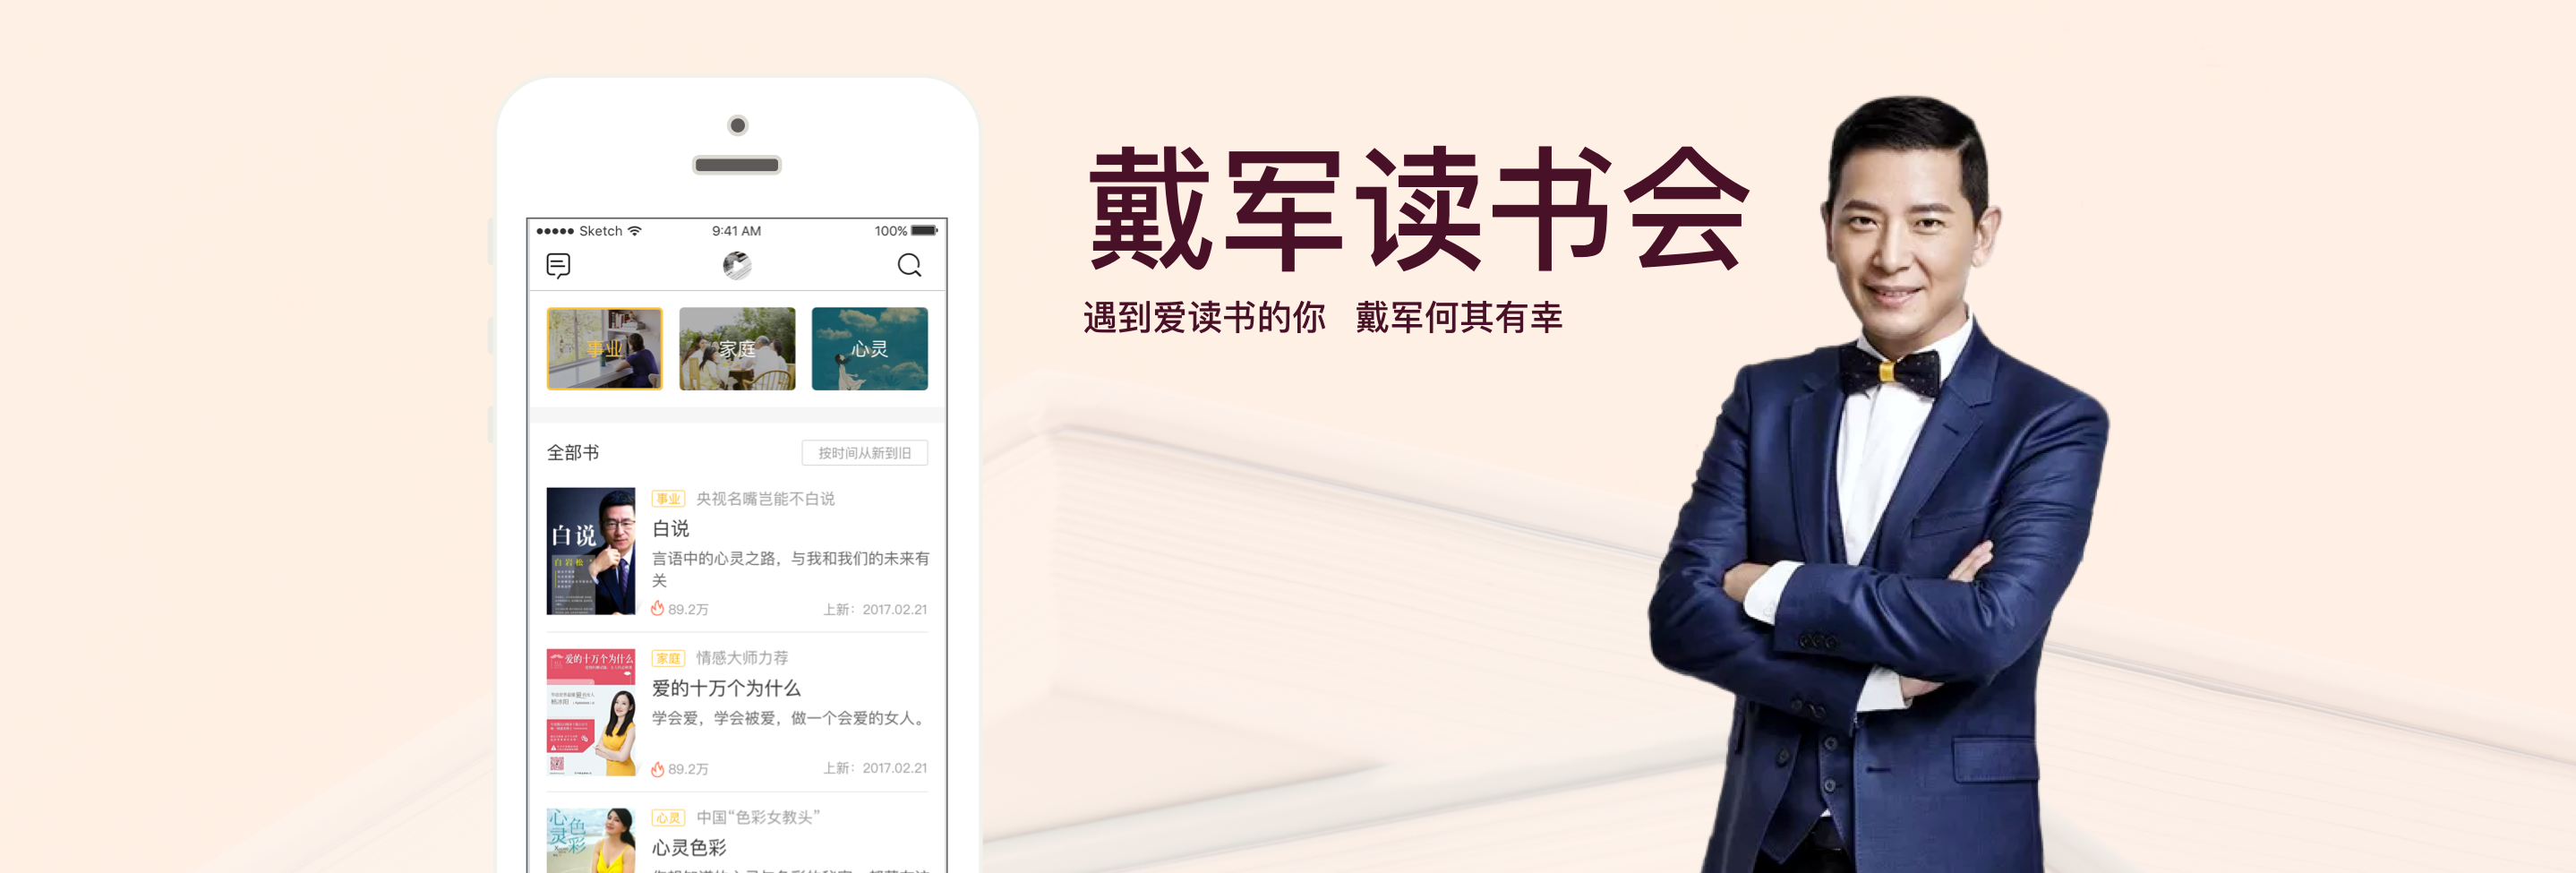 戴军读书会
遇到爱读书的你 戴军何其有幸
●●●●● Sketch 9:41 AM 100%
事业 家庭 心灵
全部书 按时间从新到旧
白说
白岩松
事业 央视名嘴岂能不白说
白说
言语中的心灵之路，与我和我们的未来有
关
89.2万 上新：2017.02.21
爱的十万个为什么
家庭 情感大师力荐
爱的十万个为什么
学会爱，学会被爱，做一个会爱的女人。
89.2万 上新：2017.02.21
心灵
色彩
心灵 中国“色彩女教头”
心灵色彩